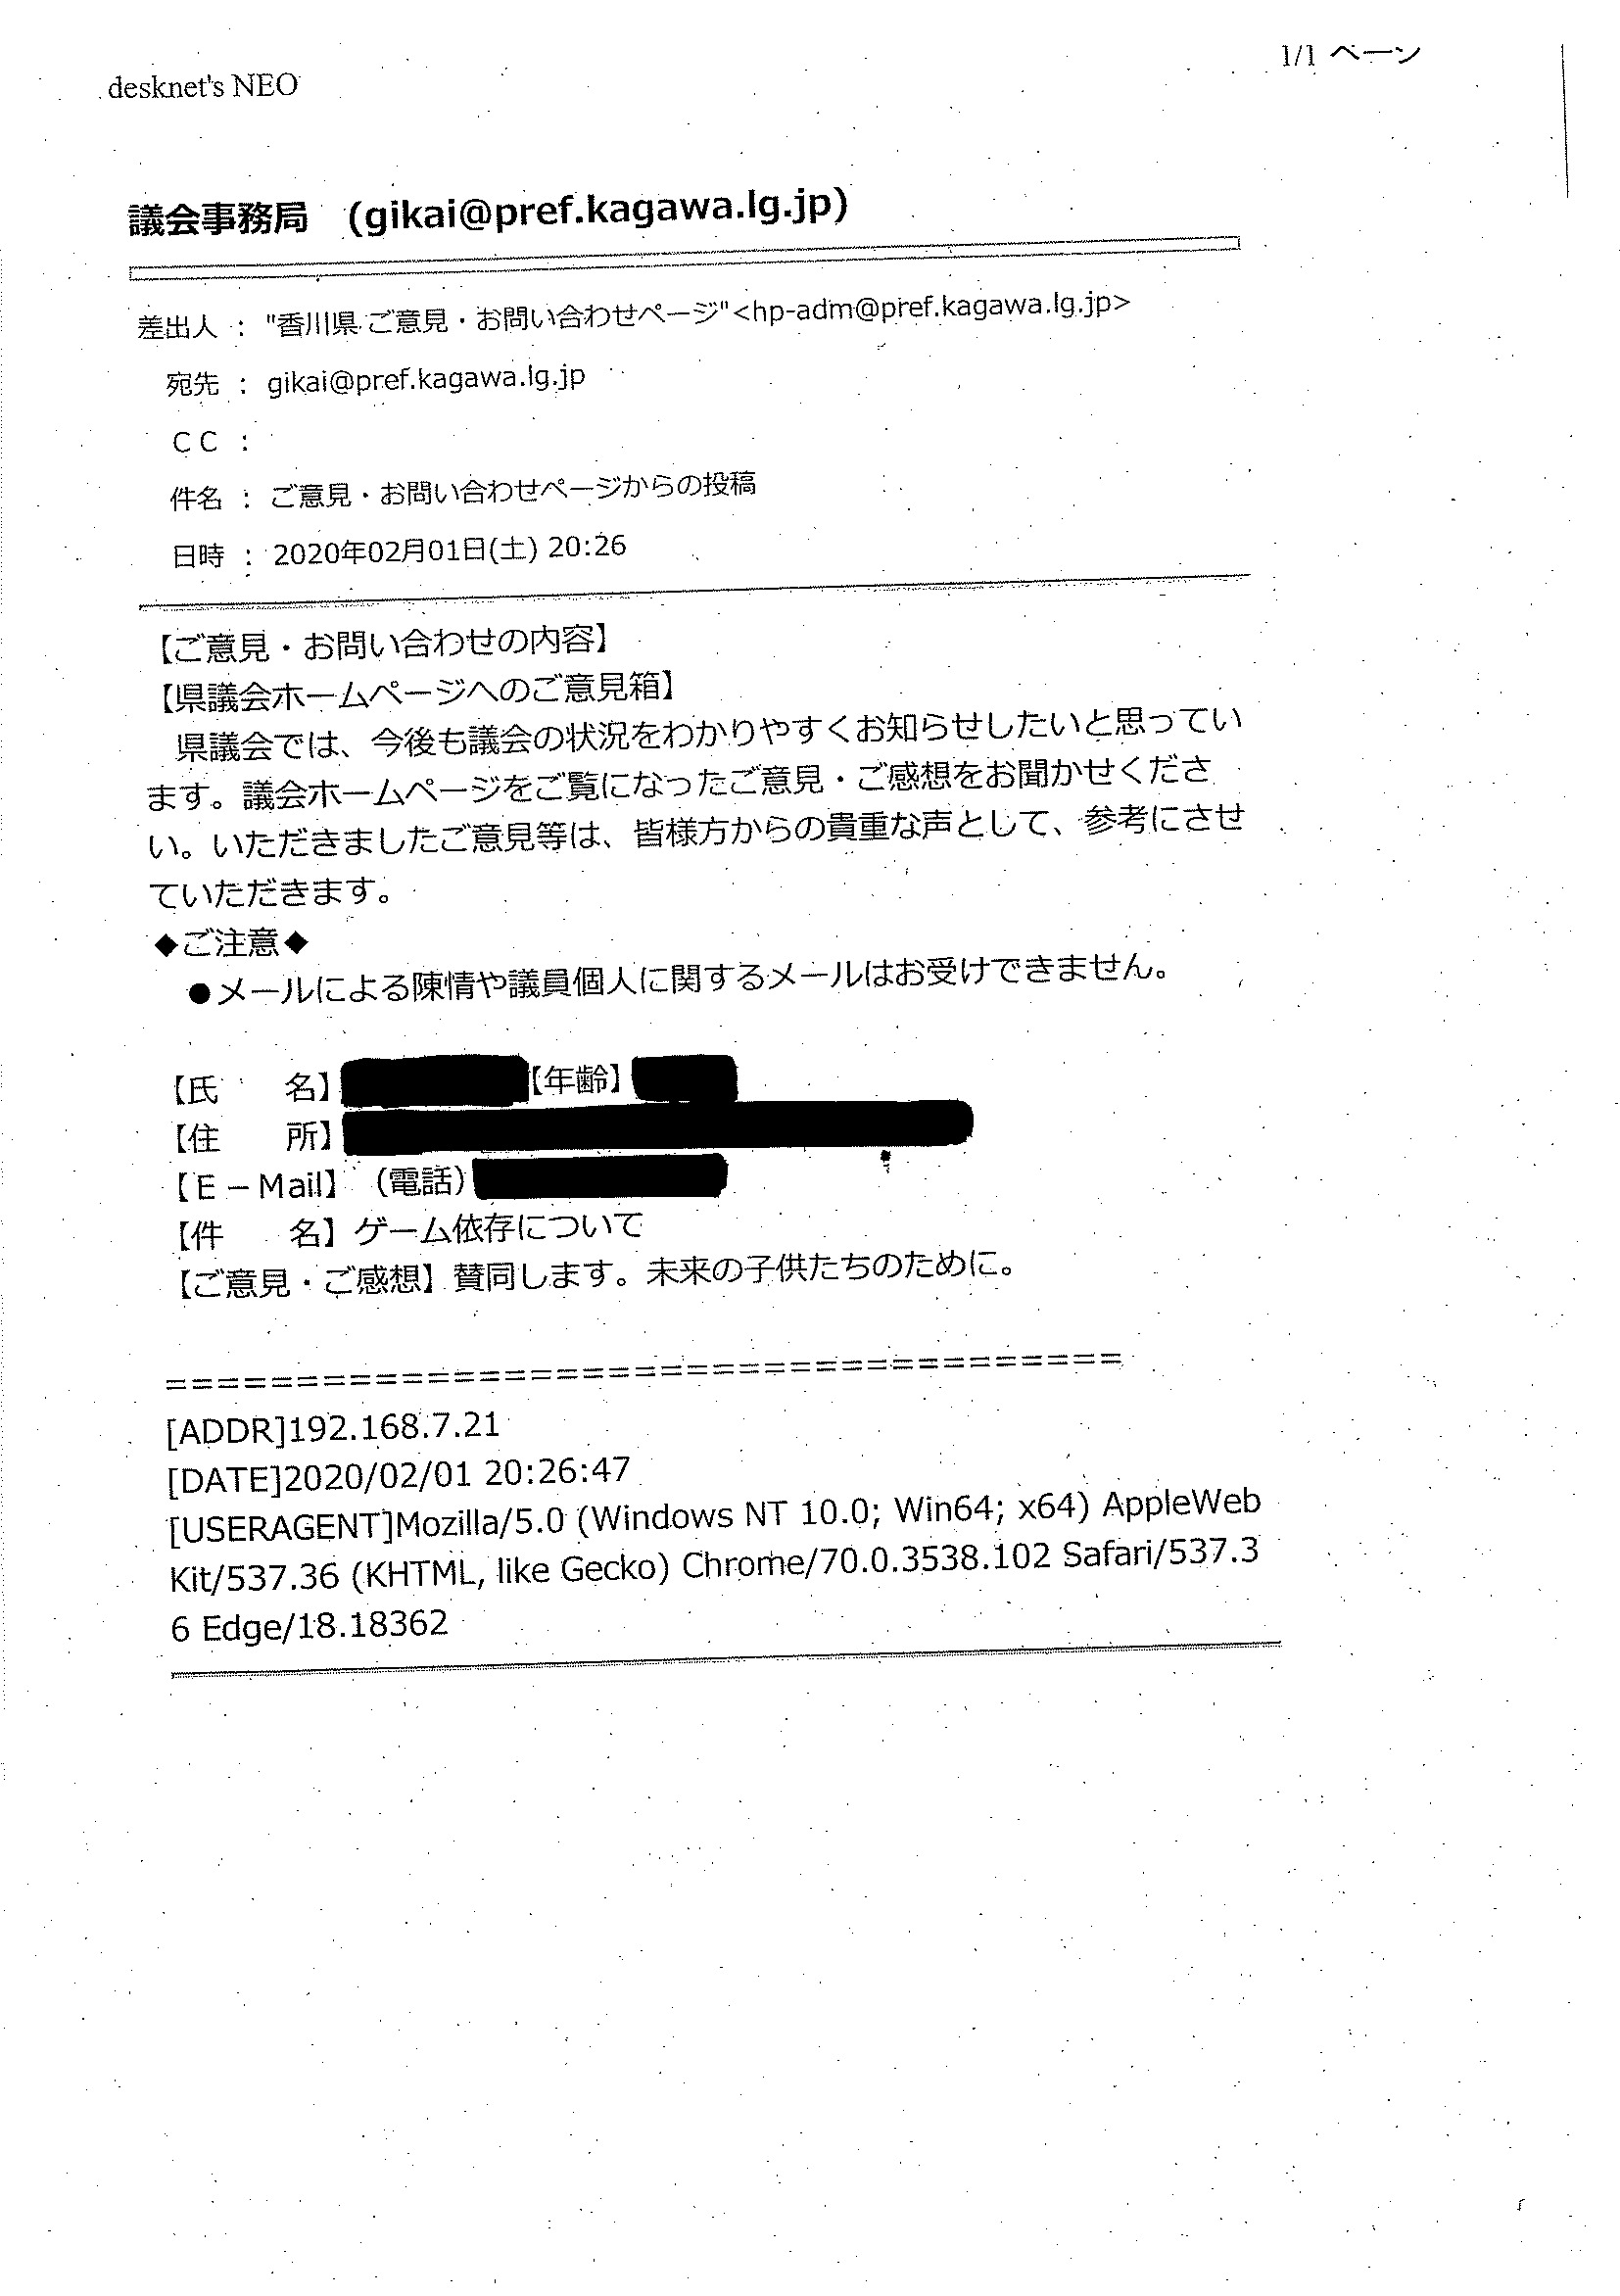 1/1 ページ
desknet's NEO
議会事務局 (gikai@pref.kagawa.lg.jp)
差出人 : "香川県 ご意見・お問い合わせページ"<hp-adm@pref.kagawa.lg.jp>
宛先 : gikai@pref.kagawa.lg.jp
CC :
件名 : ご意見・お問い合わせページからの投稿
日時 : 2020年02月01日(土) 20:26
【ご意見・お問い合わせの内容】
【県議会ホームページへのご意見箱】
県議会では、今後も議会の状況をわかりやすくお知らせしたいと思ってい
ます。議会ホームページをご覧になったご意見・ご感想をお聞かせくださ
い。いただきましたご意見等は、皆様方からの貴重な声として、参考にさせ
ていただきます。
◆ご注意◆
●メールによる陳情や議員個人に関するメールはお受けできません。
【氏　　名】【年齢】
【住　　所】
【E－Mail】（電話）
【件　　名】ゲーム依存について
【ご意見・ご感想】賛同します。未来の子供たちのために。
=====================================
[ADDR]192.168.7.21
[DATE]2020/02/01 20:26:47
[USERAGENT]Mozilla/5.0 (Windows NT 10.0; Win64; x64) AppleWeb
Kit/537.36 (KHTML, like Gecko) Chrome/70.0.3538.102 Safari/537.3
6 Edge/18.18362